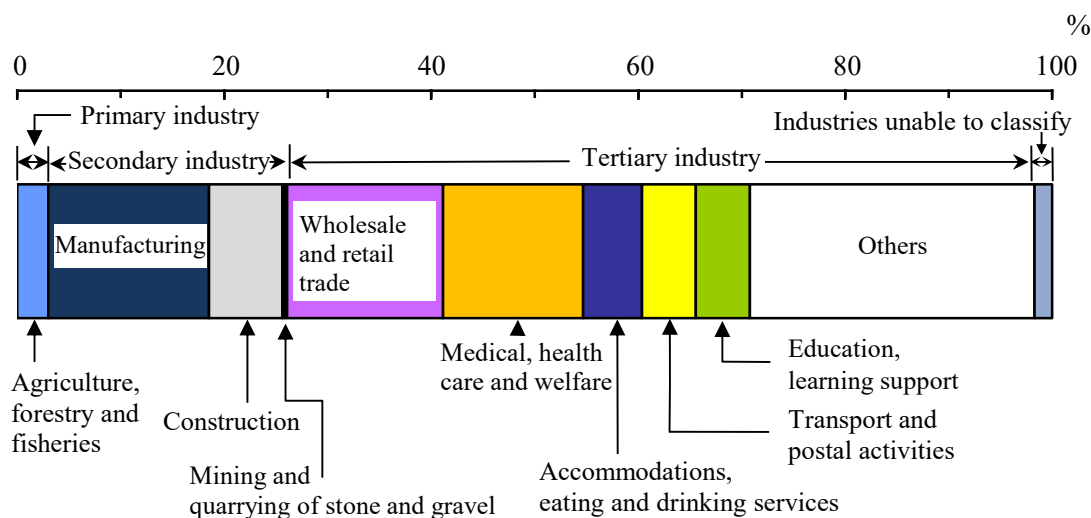 %
0 20 40 60 80 100
Primary industry
Industries unable to classify
Secondary industry
Tertiary industry
Manufacturing
Wholesale
and retail
trade
Others
Agriculture,
forestry and
fisheries
Construction
Mining and
quarrying of stone and gravel
Medical, health
care and welfare
Accommodations,
eating and drinking services
Education,
learning support
Transport and
postal activities